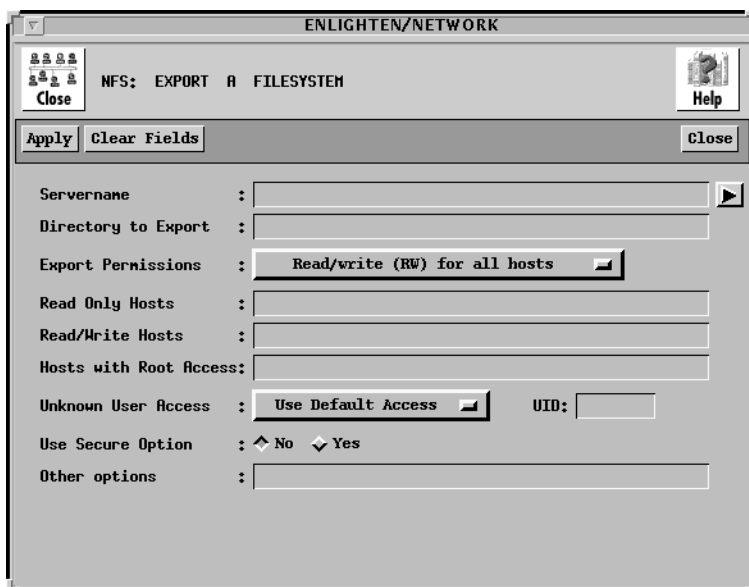 ENLIGHTEN/NETWORK
Close
NFS: EXPORT A FILESYSTEM
Help
Apply Clear Fields Close
Servername :
Directory to Export :
Export Permissions : Read/write (RW) for all hosts
Read Only Hosts :
Read/Write Hosts :
Hosts with Root Access:
Unknown User Access : Use Default Access UID:
Use Secure Option : No Yes
Other options :